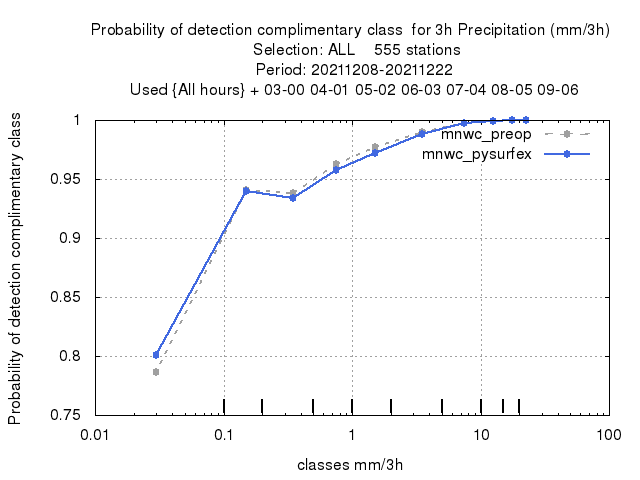 Probability of detection complimentary class  for 3h Precipitation (mm/3h)
Selection: ALL    555 stations
Period: 20211208-20211222
Used {All hours} + 03-00 04-01 05-02 06-03 07-04 08-05 09-06
Probability of detection complimentary class
1
0.95
0.9
0.85
0.8
0.75
mnwc_preop
mnwc_pysurfex
0.01
0.1
1
10
100
classes mm/3h